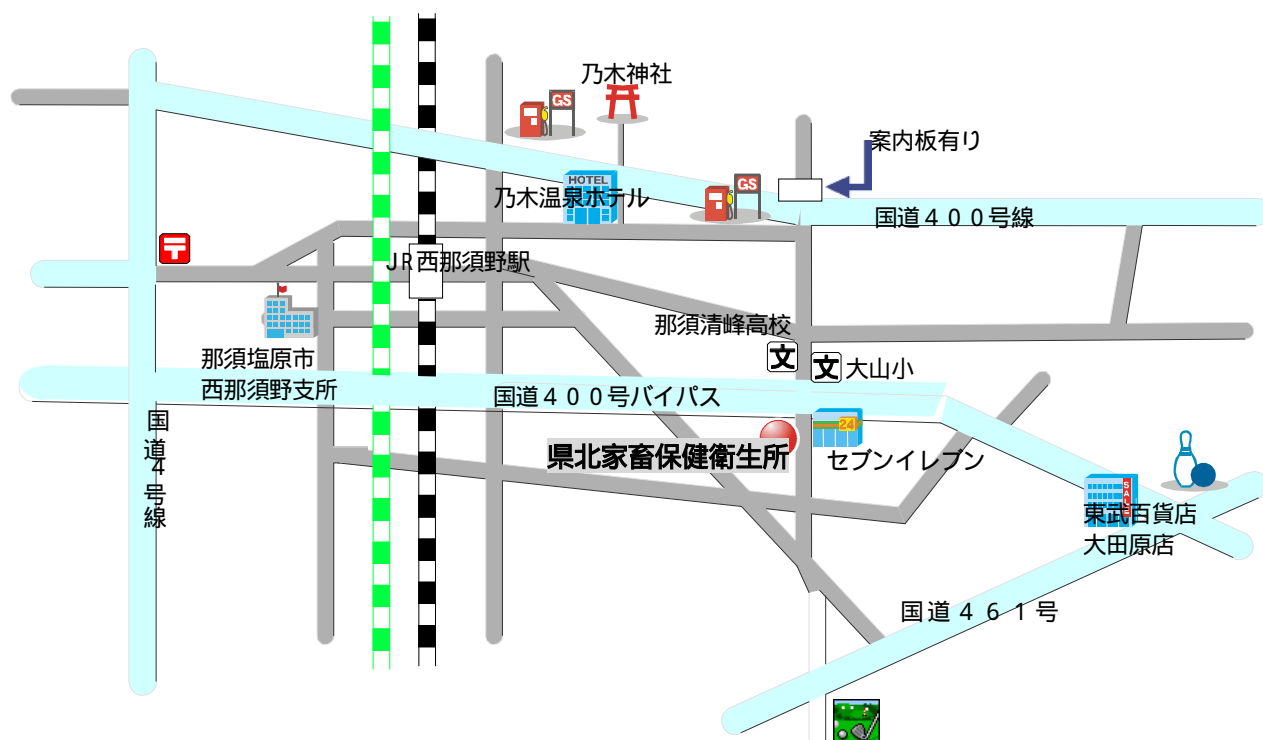 乃木神社
GS
案内板有り
GS
HOTEL
乃木温泉ホテル
国道４００号線
〒
JR西那須野駅
那須清峰高校
文
文
大山小
那須塩原市
西那須野支所
国道４００号バイパス
国道４号線
24
県北家畜保健衛生所
セブンイレブン
SALE
東武百貨店
大田原店
国道４６１号